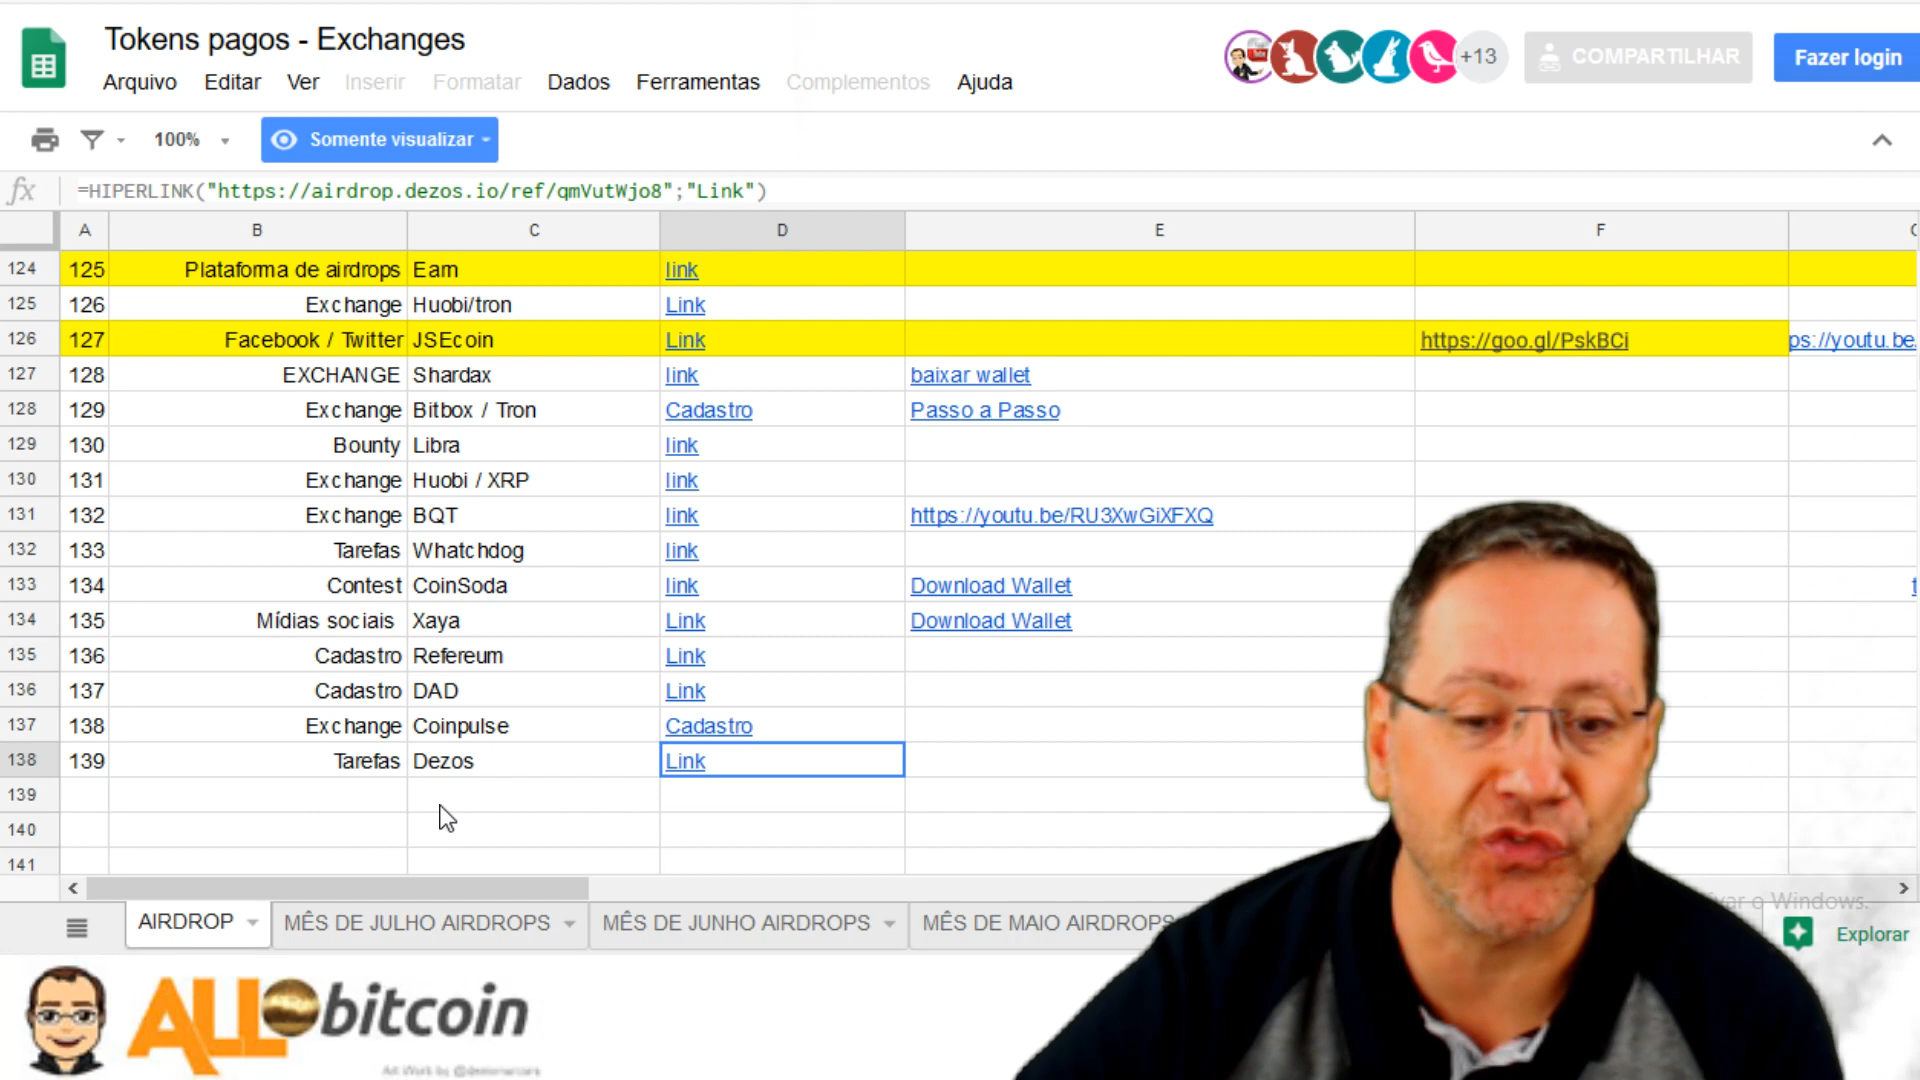 Tokens pagos - Exchanges
+13
COMPARTILHAR
Fazer login
Arquivo Editar Ver Inserir Formatar Dados Ferramentas Complementos Ajuda
100%
Somente visualizar
fx =HIPERLINK("https://airdrop.dezos.io/ref/qmVutWjo8";"Link")
A B C D E F
124 125 Plataforma de airdrops Earn link
125 126 Exchange Huobi/tron Link
126 127 Facebook / Twitter JSEcoin Link https://goo.gl/PskBCi ps://youtu.be
127 128 EXCHANGE Shardax link baixar wallet
128 129 Exchange Bitbox / Tron Cadastro Passo a Passo
129 130 Bounty Libra link
130 131 Exchange Huobi / XRP link
131 132 Exchange BQT link https://youtu.be/RU3XwGiXFXQ
132 133 Tarefas Whatchdog link
133 134 Contest CoinSoda link Download Wallet
134 135 Mídias sociais Xaya Link Download Wallet
135 136 Cadastro Refereum Link
136 137 Cadastro DAD Link
137 138 Exchange Coinpulse Cadastro
138 139 Tarefas Dezos Link
139
140
141
o Windows.
AIRDROP MÊS DE JULHO AIRDROPS MÊS DE JUNHO AIRDROPS MÊS DE MAIO AIRDROPS
Explorar
ALLbitcoin
Art Work by